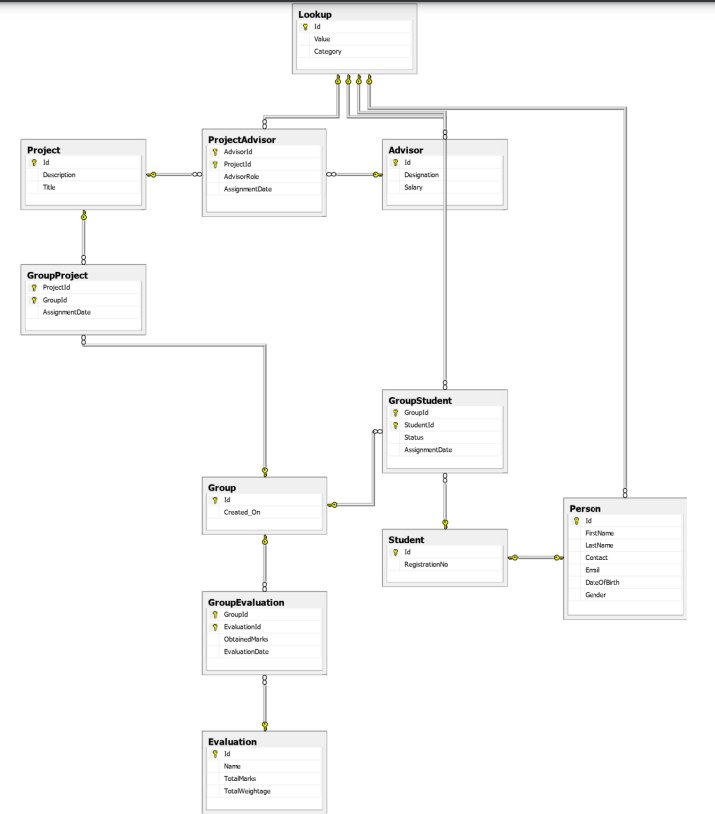 Lookup
Id
Value
Category
Project
Id
Description
Title
ProjectAdvisor
AdvisorId
ProjectId
AdvisorRole
AssignmentDate
Advisor
Id
Designation
Salary
GroupProject
ProjectId
GroupId
AssignmentDate
GroupStudent
GroupId
StudentId
Status
AssignmentDate
Group
Id
Created_On
Student
Id
RegistrationNo
Person
Id
FirstName
LastName
Contact
Email
DateOfBirth
Gender
GroupEvaluation
GroupId
EvaluationId
ObtainedMarks
EvaluationDate
Evaluation
Id
Name
TotalMarks
TotalWeightage